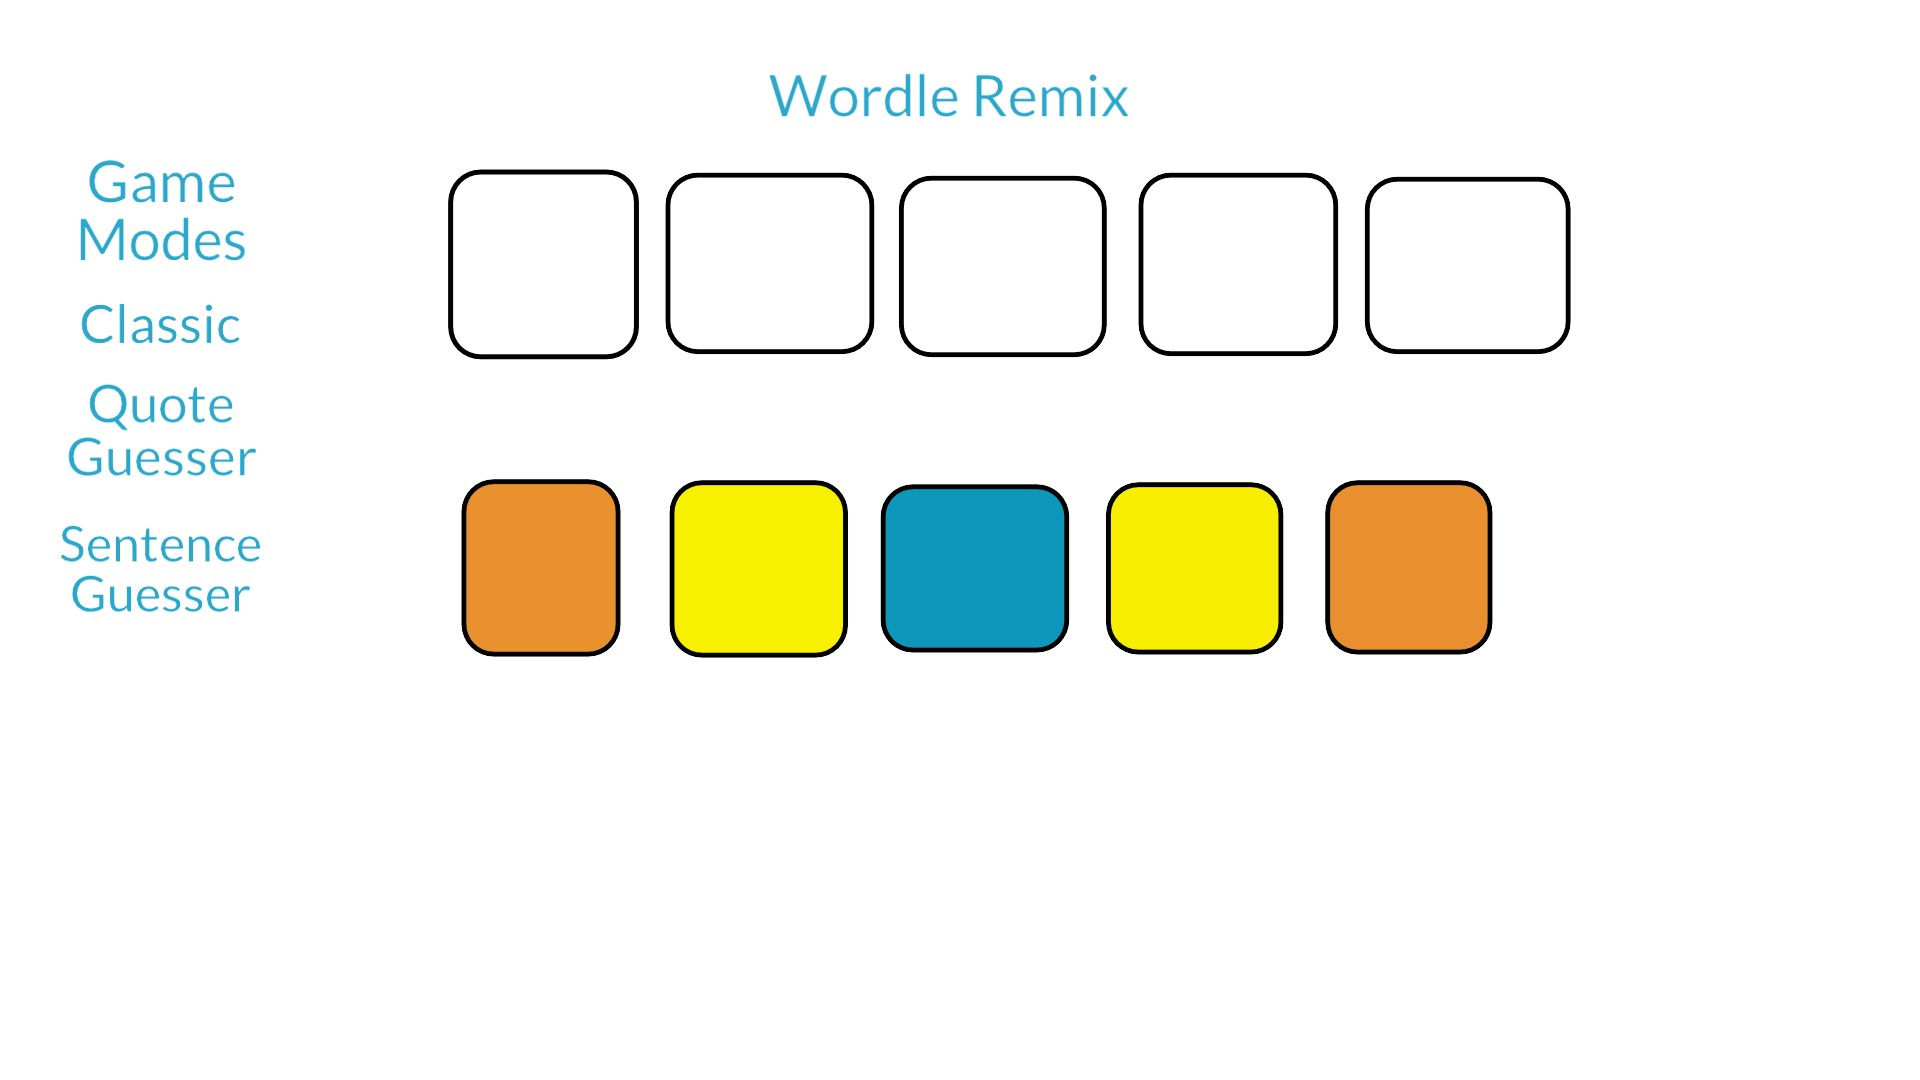 Wordle Remix
Game
Modes
Classic
Quote
Guesser
Sentence
Guesser